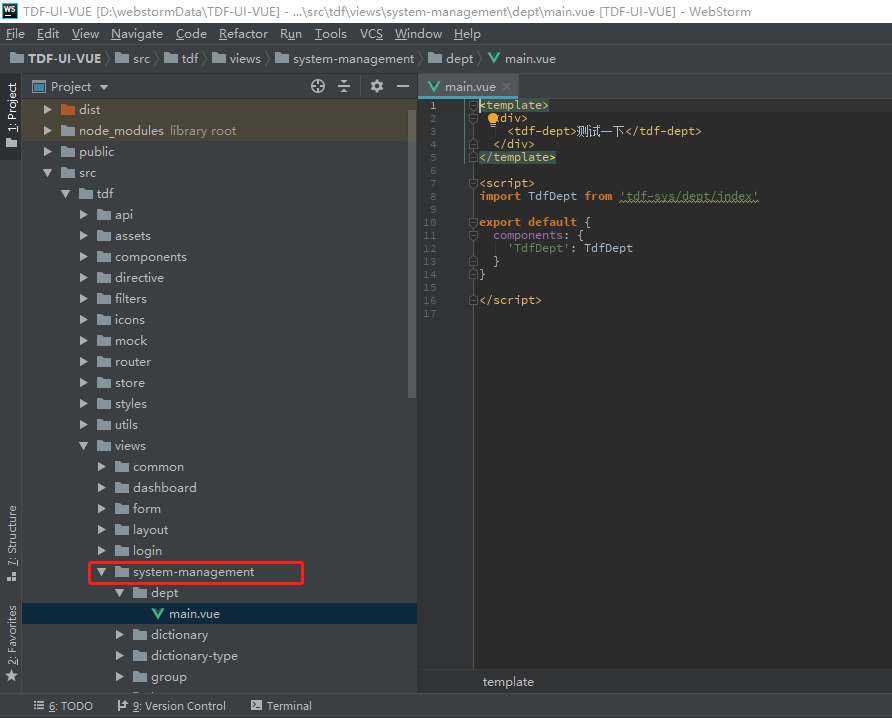 WS TDF-UI-VUE [D:\webstormData\TDF-UI-VUE] - ...\src\tdf\views\system-management\dept\main.vue [TDF-UI-VUE] - WebStorm
File Edit View Navigate Code Refactor Run Tools VCS Window Help
TDF-UI-VUE src tdf views system-management dept main.vue
1: Project
7: Structure
2: Favorites
Project
dist
node_modules library root
public
src
tdf
api
assets
components
directive
filters
icons
mock
router
store
styles
utils
views
common
dashboard
form
layout
login
system-management
dept
main.vue
dictionary
dictionary-type
group
main.vue
1 <template>
2 div>
3 <tdf-dept>测试一下</tdf-dept>
4 </div>
5 </template>
6
7 <script>
8 import TdfDept from 'tdf-sys/dept/index'
9
10 export default {
11 components: {
12 'TdfDept': TdfDept
13 }
14 }
15
16 </script>
17
template
6: TODO 9: Version Control Terminal